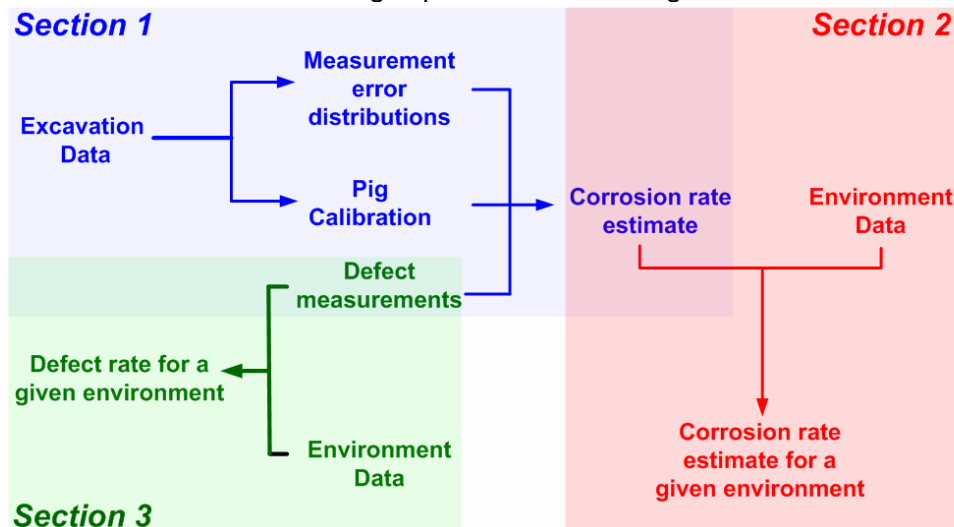 Section 1
Section 2
Measurement
error
distributions
Excavation
Data
Pig
Calibration
Corrosion rate
estimate
Environment
Data
Defect
measurements
Defect rate for a
given environment
Environment
Data
Corrosion rate
estimate for a
given environment
Section 3